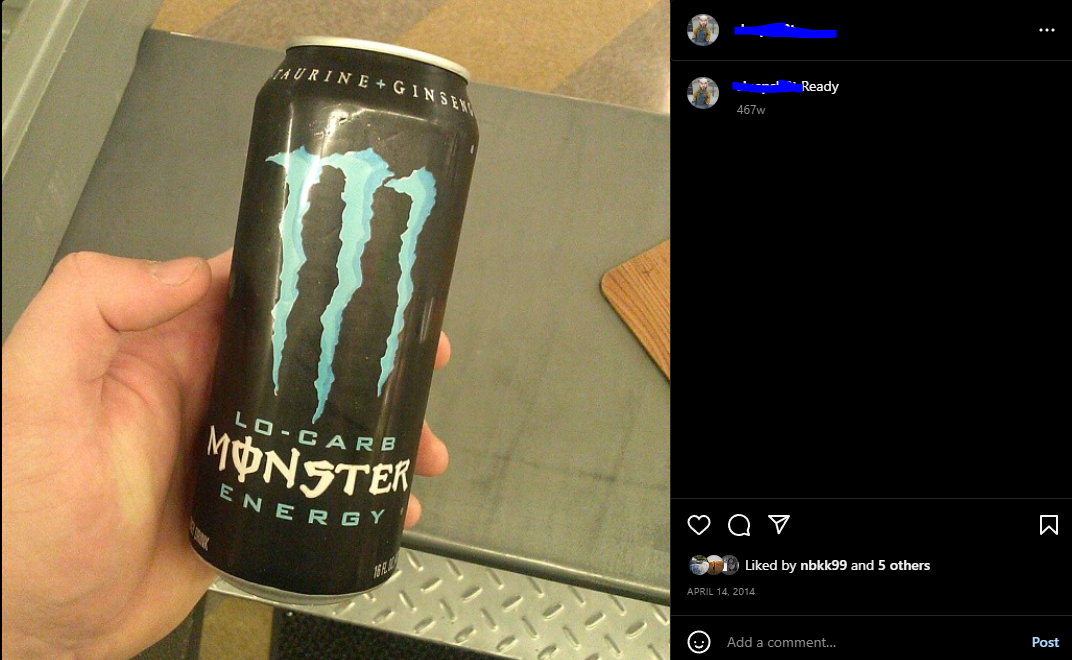 TAURINE + GINSENG
LO-CARB
MONSTER
ENERGY
16 FL. OZ
Ready
467w
Liked by nbkk99 and 5 others
APRIL 14, 2014
Add a comment...
Post